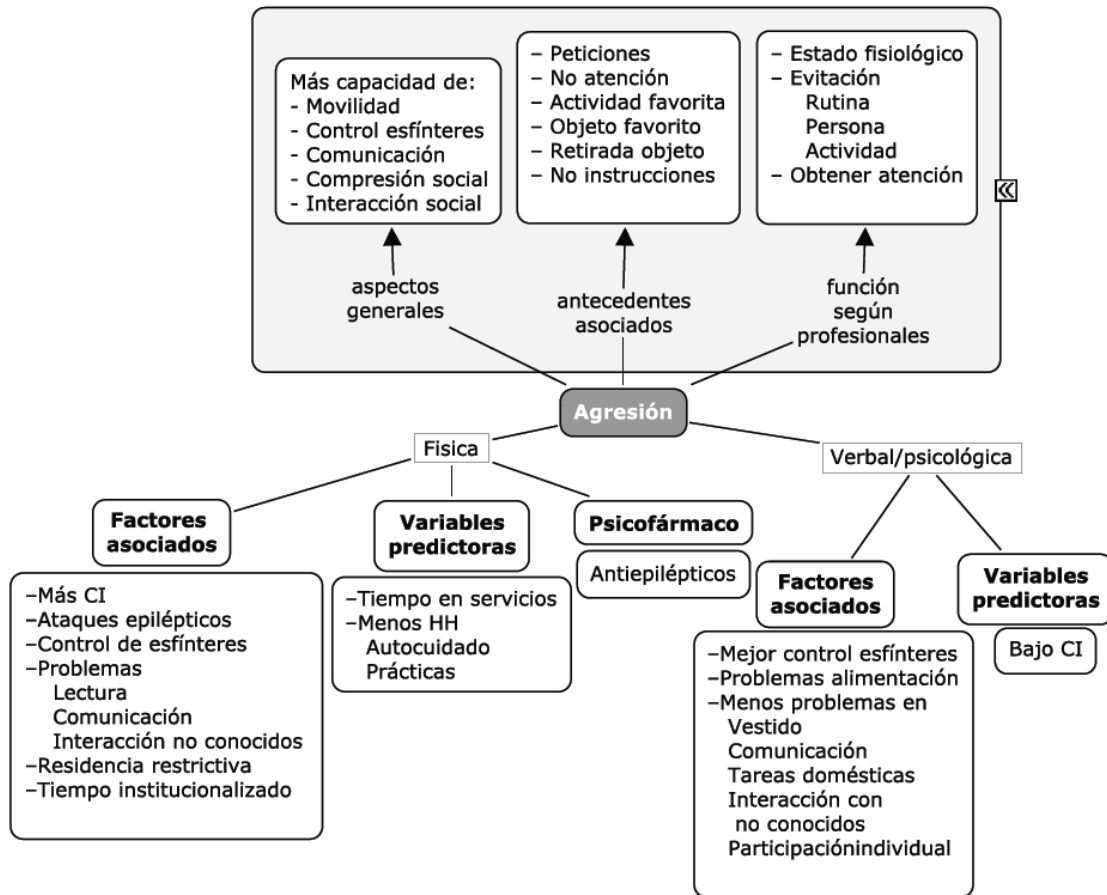 Más capacidad de:
- Movilidad
- Control esfínteres
- Comunicación
- Compresión social
- Interacción social
– Peticiones
– No atención
– Actividad favorita
– Objeto favorito
– Retirada objeto
– No instrucciones
– Estado fisiológico
– Evitación
Rutina
Persona
Actividad
– Obtener atención
aspectos
generales
antecedentes
asociados
función
según
profesionales
Agresión
Fisica
Verbal/psicológica
Factores
asociados
–Más CI
–Ataques epilépticos
–Control de esfínteres
–Problemas
Lectura
Comunicación
Interacción no conocidos
–Residencia restrictiva
–Tiempo institucionalizado
Variables
predictoras
–Tiempo en servicios
–Menos HH
Autocuidado
Prácticas
Psicofármaco
Antiepilépticos
Factores
asociados
–Mejor control esfínteres
–Problemas alimentación
–Menos problemas en
Vestido
Comunicación
Tareas domésticas
Interacción con
no conocidos
Participaciónindividual
Variables
predictoras
Bajo CI